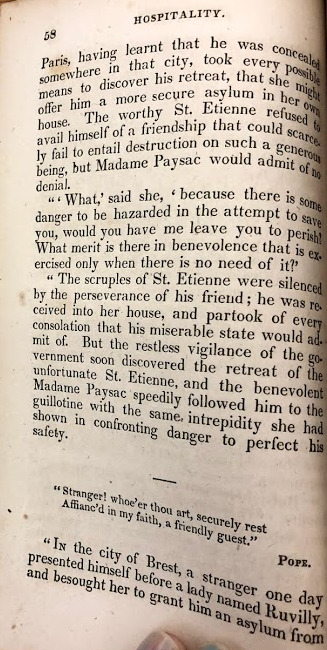 58
HOSPITALITY.
Paris, having learnt that he was concealed
somewhere in that city, took every possible
means to discover his retreat, that she might
offer him a more secure asylum in her own
house. The worthy St. Etienne refused to
avail himself of a friendship that could scarce-
ly fail to entail destruction on such a generous
being, but Madame Paysac would admit of no
denial.
“‘What,’ said she, ‘because there is some
danger to be hazarded in the attempt to save
you, would you have me leave you to perish?
What merit is there in benevolence that is ex-
ercised only when there is no need of it?’
“The scruples of St. Etienne were silenced
by the perseverance of his friend; he was re-
ceived into her house, and partook of every
consolation that his miserable state would ad-
mit of. But the restless vigilance of the go-
vernment soon discovered the retreat of the
unfortunate St. Etienne, and the benevolent
Madame Paysac speedily followed him to the
guillotine with the same intrepidity she had
shown in confronting danger to perfect his
safety.
“Stranger! whoe'er thou art, securely rest
Affianc'd in my faith, a friendly guest.”
POPE.
“IN the city of Brest, a stranger one day
presented himself before a lady named Ruvilly,
and besought her to grant him an asylum from